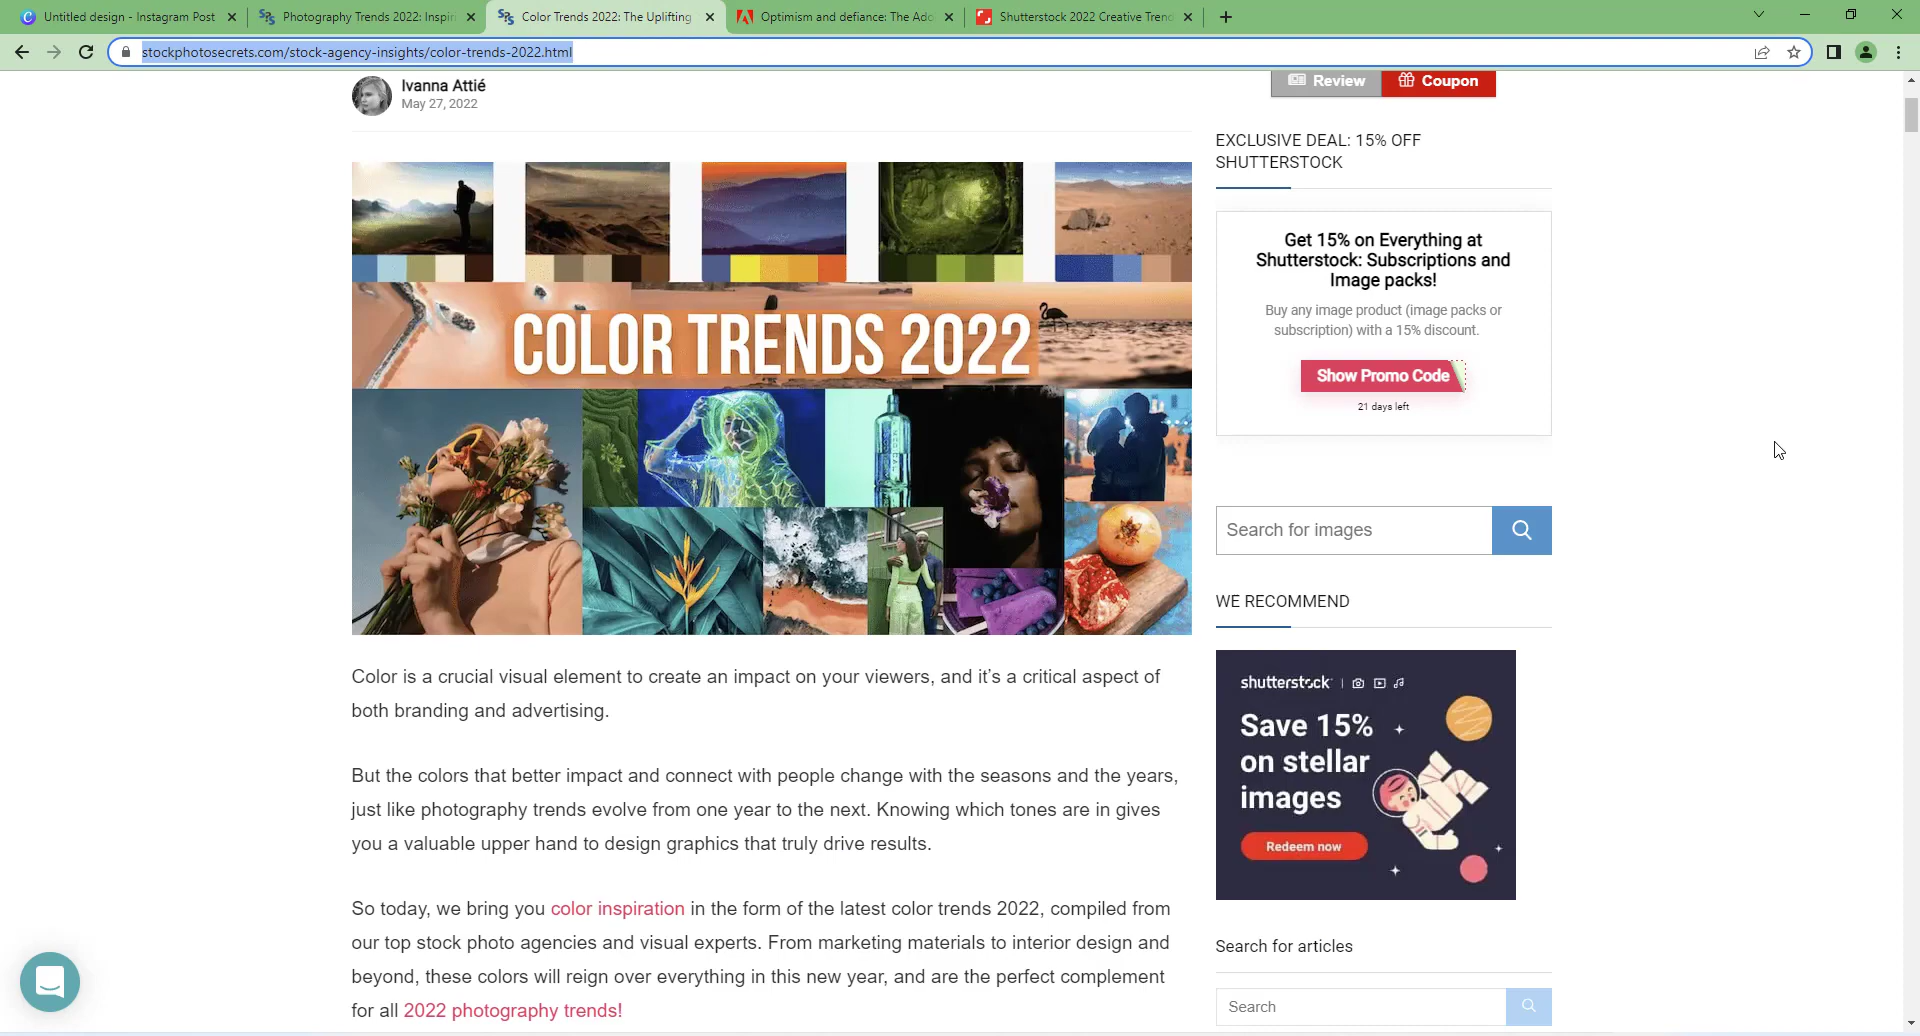 Untitled design - Instagram Post
Photography Trends 2022: Inspir
Color Trends 2022: The Uplifting
Optimism and defiance: The Ado
Shutterstock 2022 Creative Trend
stockphotosecrets.com/stock-agency-insights/color-trends-2022.html
Ivanna Attié
May 27, 2022
COLOR TRENDS 2022
Color is a crucial visual element to create an impact on your viewers, and it’s a critical aspect of
both branding and advertising.
But the colors that better impact and connect with people change with the seasons and the years,
just like photography trends evolve from one year to the next. Knowing which tones are in gives
you a valuable upper hand to design graphics that truly drive results.
So today, we bring you color inspiration in the form of the latest color trends 2022, compiled from
our top stock photo agencies and visual experts. From marketing materials to interior design and
beyond, these colors will reign over everything in this new year, and are the perfect complement
for all 2022 photography trends!
Review
Coupon
EXCLUSIVE DEAL: 15% OFF
SHUTTERSTOCK
Get 15% on Everything at
Shutterstock: Subscriptions and
Image packs!
Buy any image product (image packs or
subscription) with a 15% discount.
Show Promo Code
21 days left
Search for images
WE RECOMMEND
shutterstock
Save 15%
on stellar
images
Redeem now
Search for articles
Search